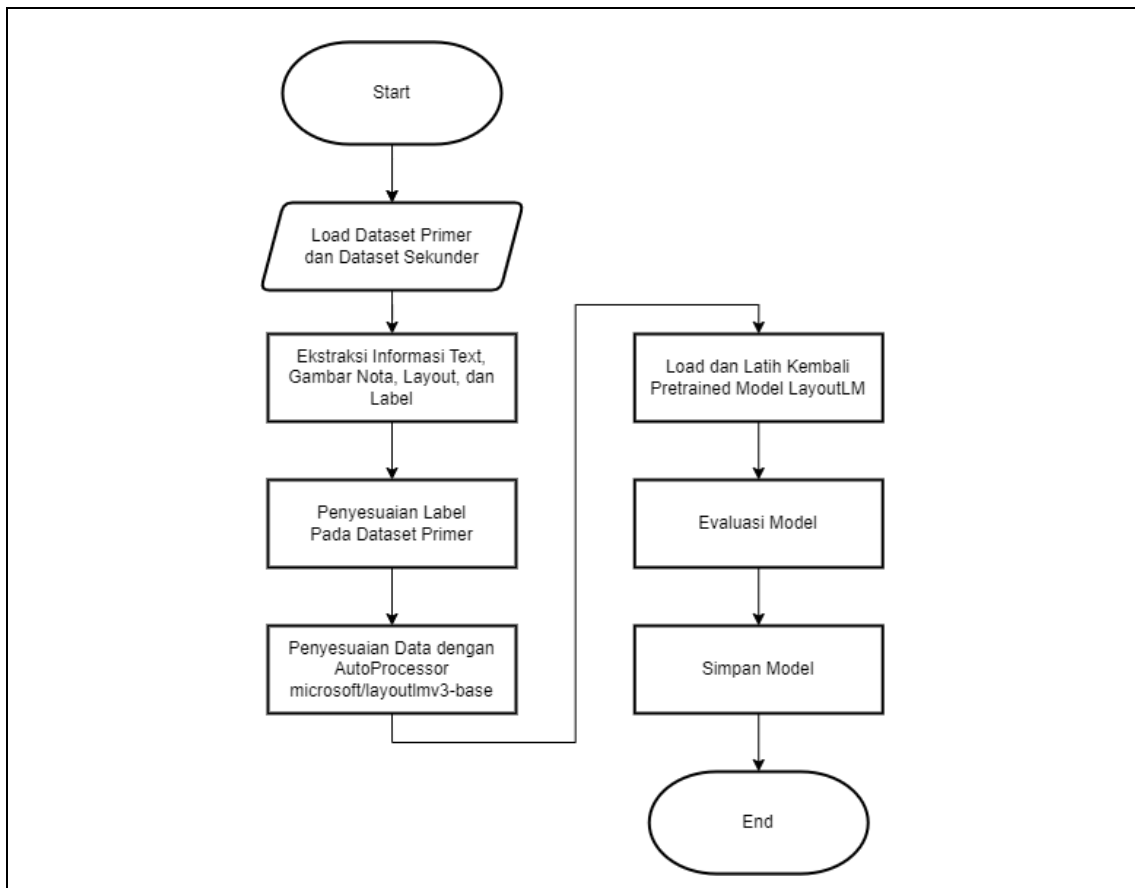 Start
Load Dataset Primer
dan Dataset Sekunder
Ekstraksi Informasi Text,
Gambar Nota, Layout, dan
Label
Penyesuaian Label
Pada Dataset Primer
Penyesuaian Data dengan
AutoProcessor
microsoft/layoutlmv3-base
Load dan Latih Kembali
Pretrained Model LayoutLM
Evaluasi Model
Simpan Model
End